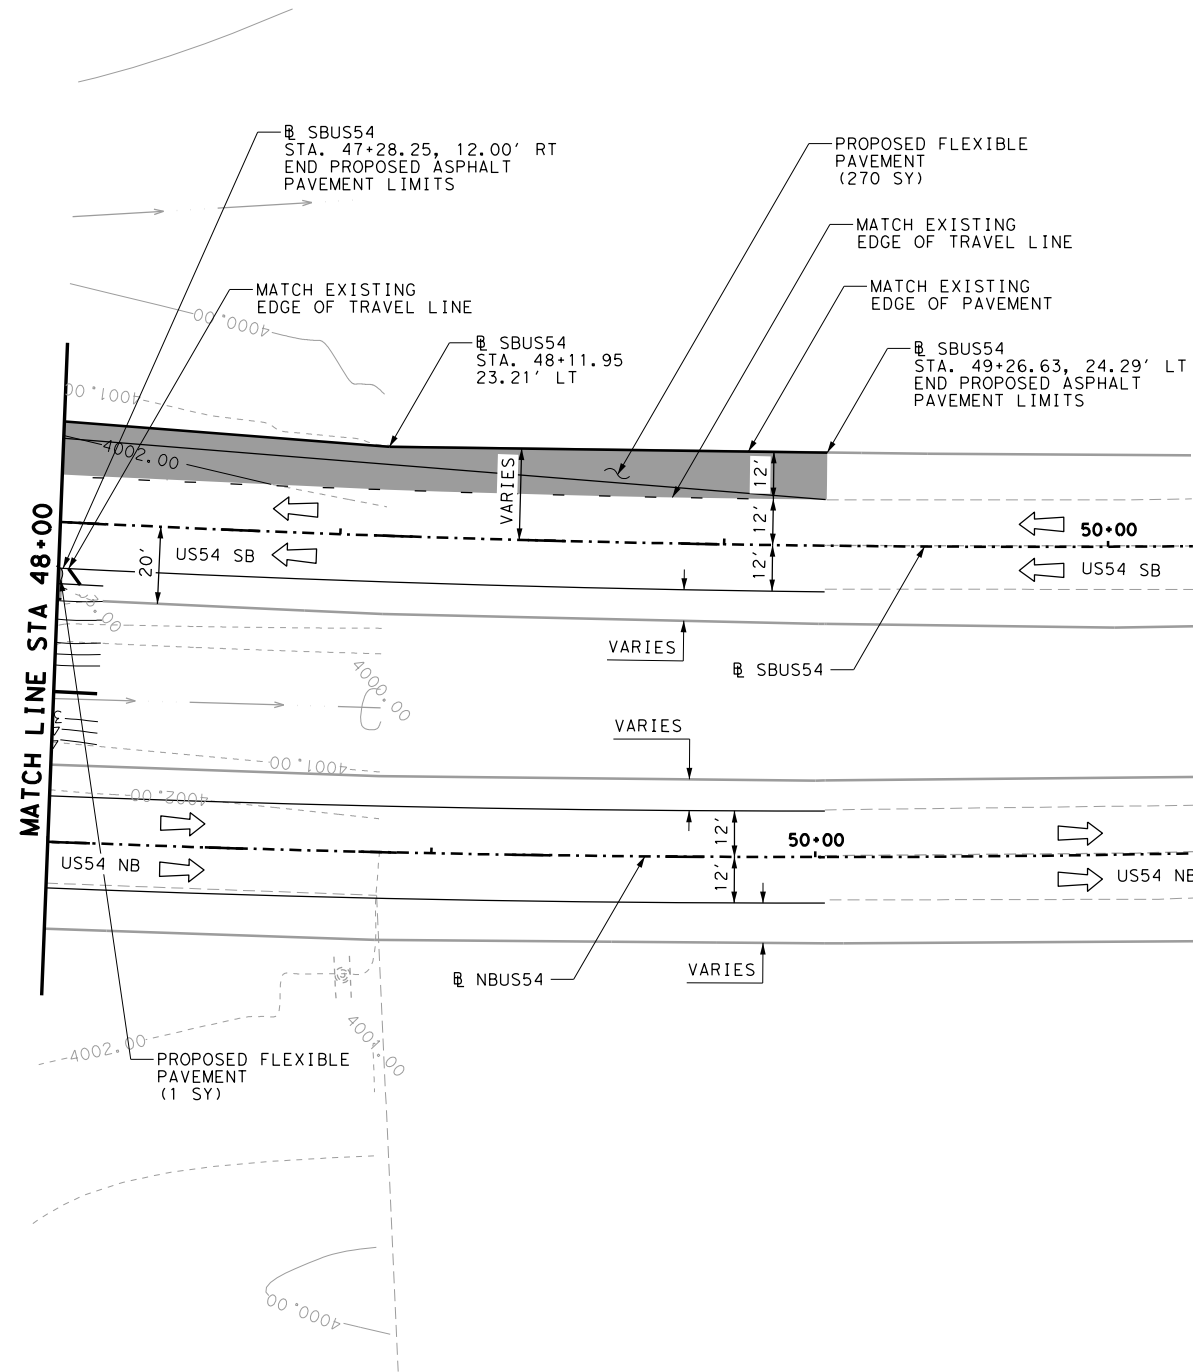 ℄ SBUS54
STA. 47+28.25, 12.00' RT
END PROPOSED ASPHALT
PAVEMENT LIMITS
PROPOSED FLEXIBLE
PAVEMENT
(270 SY)
MATCH EXISTING
EDGE OF TRAVEL LINE
MATCH EXISTING
EDGE OF PAVEMENT
MATCH EXISTING
EDGE OF TRAVEL LINE
4000.00
℄ SBUS54
STA. 48+11.95
23.21' LT
℄ SBUS54
STA. 49+26.63, 24.29' LT
END PROPOSED ASPHALT
PAVEMENT LIMITS
4001.00
4002.00
VARIES
12'
12'
12'
20'
US54 SB
50+00
US54 SB
MATCH LINE STA 48+00
VARIES
℄ SBUS54
4000.00
VARIES
4001.00
4002.00
12'
12'
50+00
US54 NB
US54 NB
VARIES
℄ NBUS54
4002.00
4001.00
PROPOSED FLEXIBLE
PAVEMENT
(1 SY)
4000.00